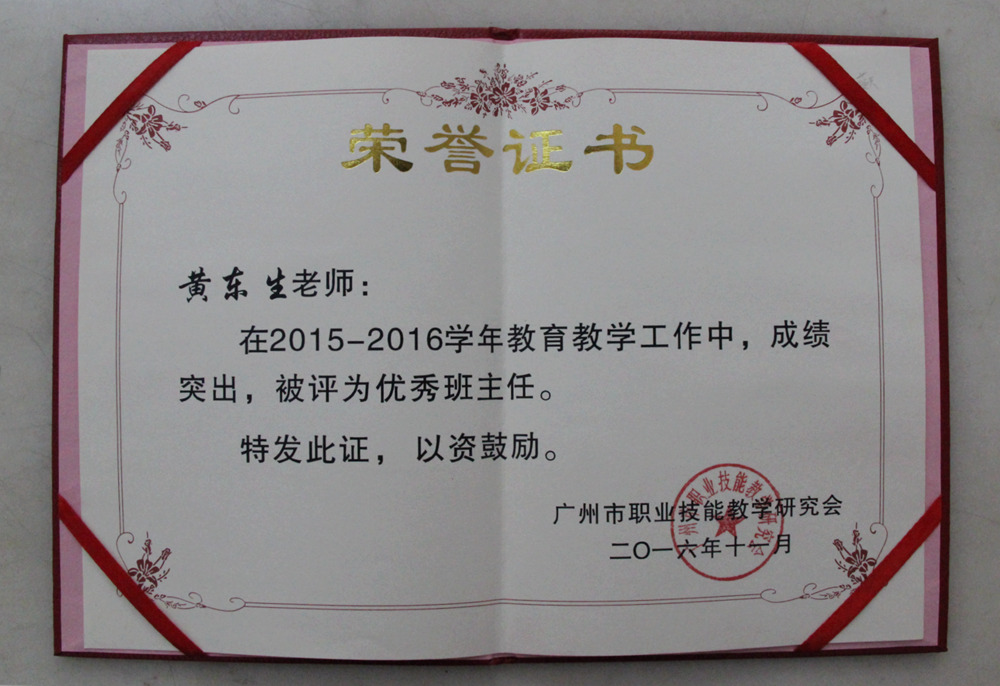 荣誉证书
黄东生老师：
在2015-2016学年教育教学工作中，成绩
突出，被评为优秀班主任。
特发此证， 以资鼓励。
广州市职业技能教学研究会
二〇一六年十一月